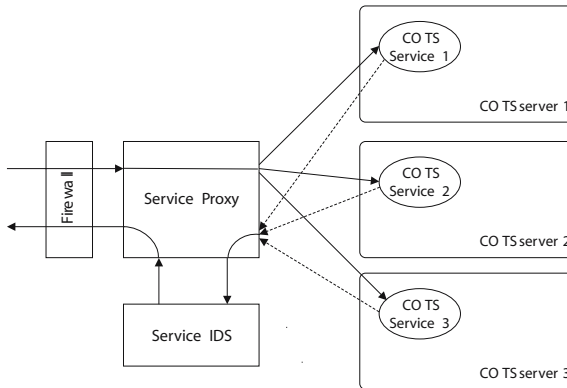 CO TS
Service 1
CO TS server 1
Firewall
Service Proxy
CO TS
Service 2
CO TS server 2
Service IDS
CO TS
Service 3
CO TS server 3